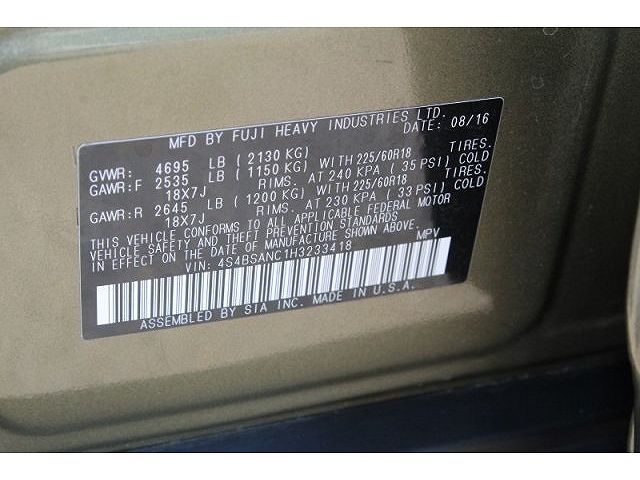 MFD BY FUJI HEAVY INDUSTRIES LTD.
DATE: 08/16
GVWR: 4695 LB ( 2130 KG)
GAWR:F 2535 LB ( 1150 KG) WITH 225/60R18 TIRES.
18X7J RIMS. AT 240 KPA ( 35 PSI) COLD
GAWR:R 2645 LB ( 1200 KG) WITH 225/60R18 TIRES.
18X7J RIMS. AT 230 KPA ( 33 PSI) COLD
THIS VEHICLE CONFORMS TO ALL APPLICABLE FEDERAL MOTOR
VEHICLE SAFETY AND THEFT PREVENTION STANDARDS
IN EFFECT ON THE DATE OF MANUFACTURE SHOWN ABOVE.
VIN: 4S4BSANC1H3233418 MPV
ASSEMBLED BY SIA INC. MADE IN U.S.A.